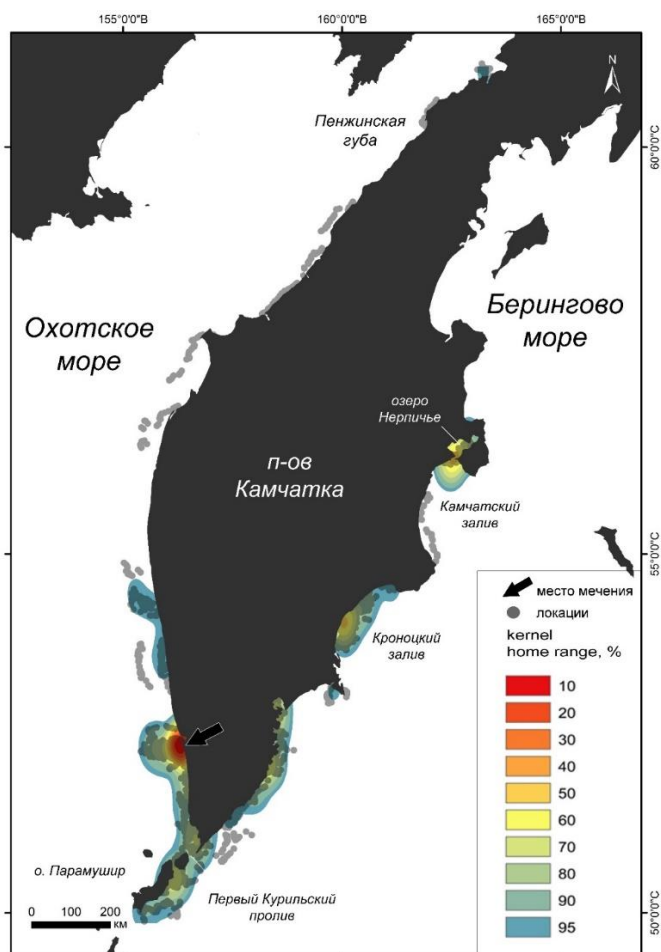 155°0'0"В
160°0'0"В
165°0'0"В
N
Пенжинская
губа
60°0'0"С
Охотское
море
Берингово
море
озеро
Нерпичье
п-ов
Камчатка
Камчатский
залив
55°0'0"С
место мечения
локации
Кроноцкий
залив
kernel
home range, %
10
20
30
40
50
60
70
80
90
95
о. Парамушир
Первый Курильский
пролив
0 100 200
км
50°0'0"С